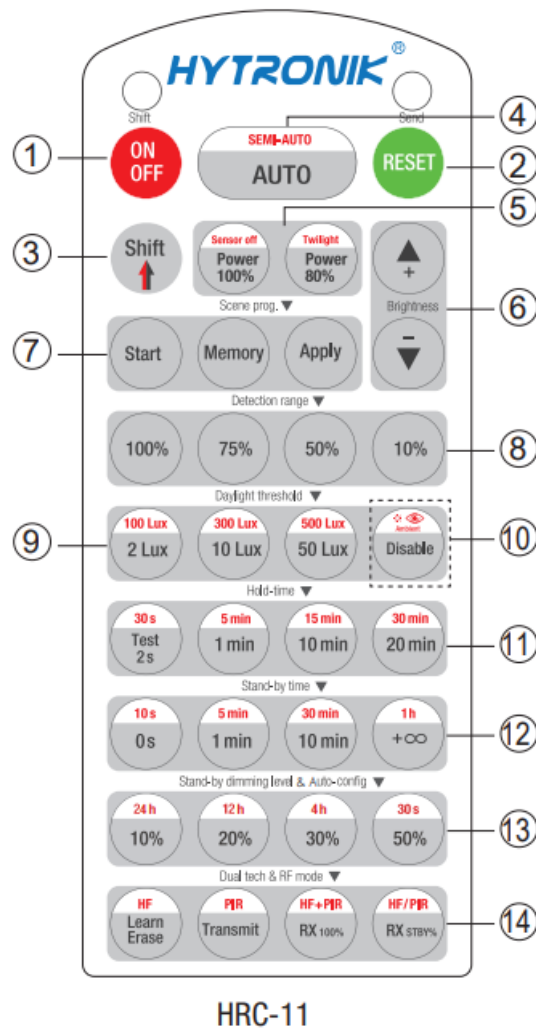 HYTRONIK®
Shift
Send
① ON OFF
SEMI-AUTO
AUTO
④
RESET
②
③ Shift
Sensor off
Power 100%
Twilight
Power 80%
⑤
+
Brightness
−
⑥
Scene prog. ▼
⑦ Start Memory Apply
Detection range ▼
100% 75% 50% 10% ⑧
Daylight threshold ▼
100 Lux 300 Lux 500 Lux Ambient
⑨ 2 Lux 10 Lux 50 Lux Disable ⑩
Hold-time ▼
30 s 5 min 15 min 30 min
Test 2 s 1 min 10 min 20 min ⑪
Stand-by time ▼
10 s 5 min 30 min 1 h
0 s 1 min 10 min +∞ ⑫
Stand-by dimming level & Auto-config ▼
24 h 12 h 4 h 30 s
10% 20% 30% 50% ⑬
Dual tech & RF mode ▼
HF PIR HF+PIR HF/PIR
Learn Erase Transmit RX 100% RX STBY% ⑭
HRC-11